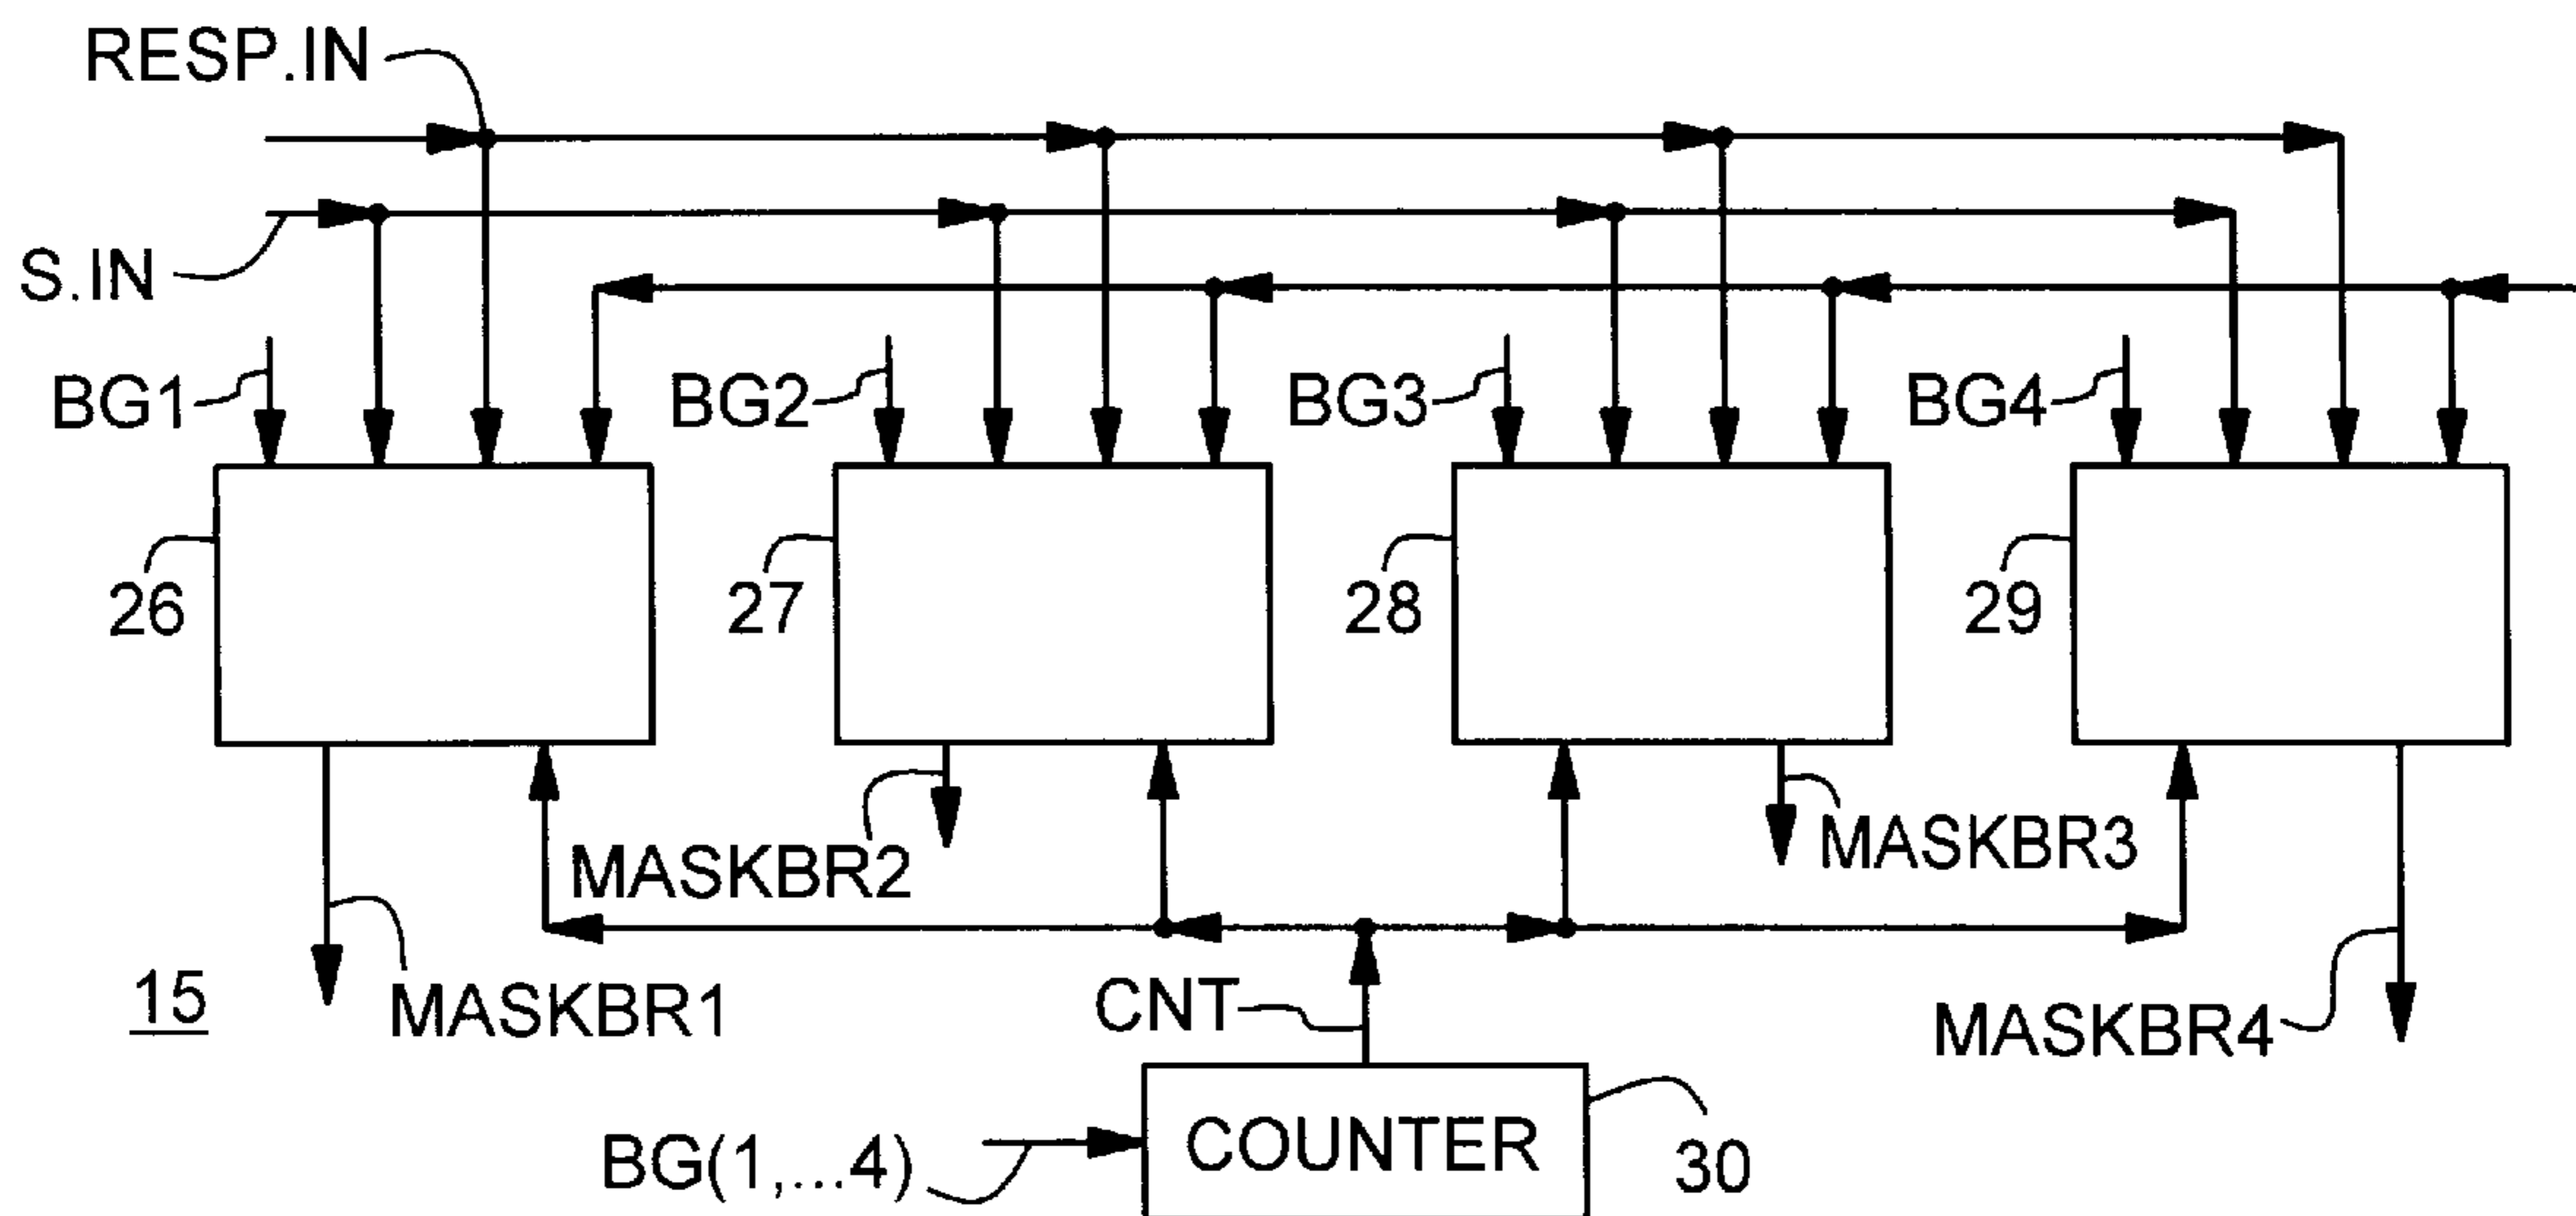 RESP.IN
S.IN
BG1
BG2
BG3
BG4
26
27
28
29
MASKBR2
MASKBR3
15
MASKBR1
CNT
MASKBR4
BG(1,...4)
COUNTER
30